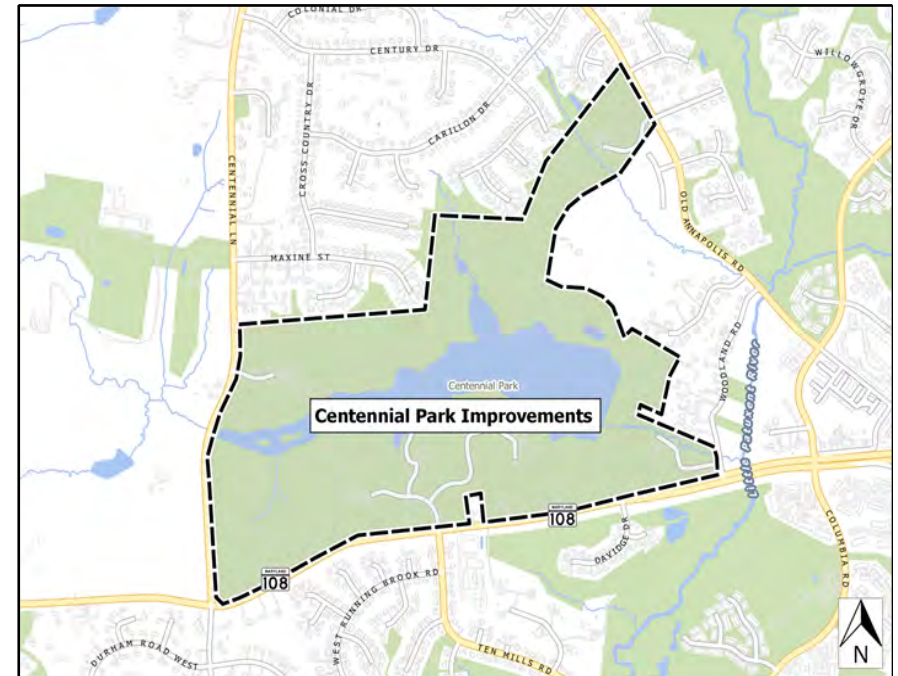 COLONIAL DR
CENTURY DR
WILLOWGROVE DR
CARILLON DR
CROSS COUNTRY DR
CENTENNIAL LN
OLD ANNAPOLIS RD
MAXINE ST
WOODLAND RD
Little Patuxent River
Centennial Park
Centennial Park Improvements
MARYLAND
108
MARYLAND
108
DAVIDGE DR
COLUMBIA RD
WEST RUNNING BROOK RD
TEN MILLS RD
DURHAM ROAD WEST
N